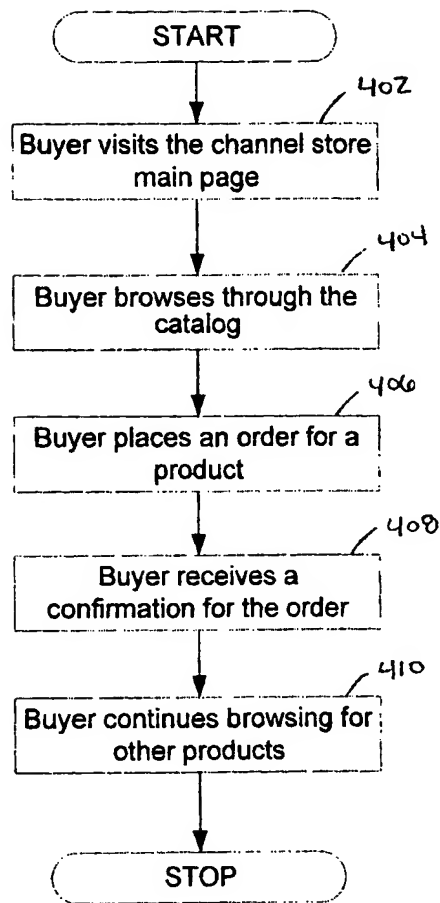 START
402
Buyer visits the channel store
main page
404
Buyer browses through the
catalog
406
Buyer places an order for a
product
408
Buyer receives a
confirmation for the order
410
Buyer continues browsing for
other products
STOP